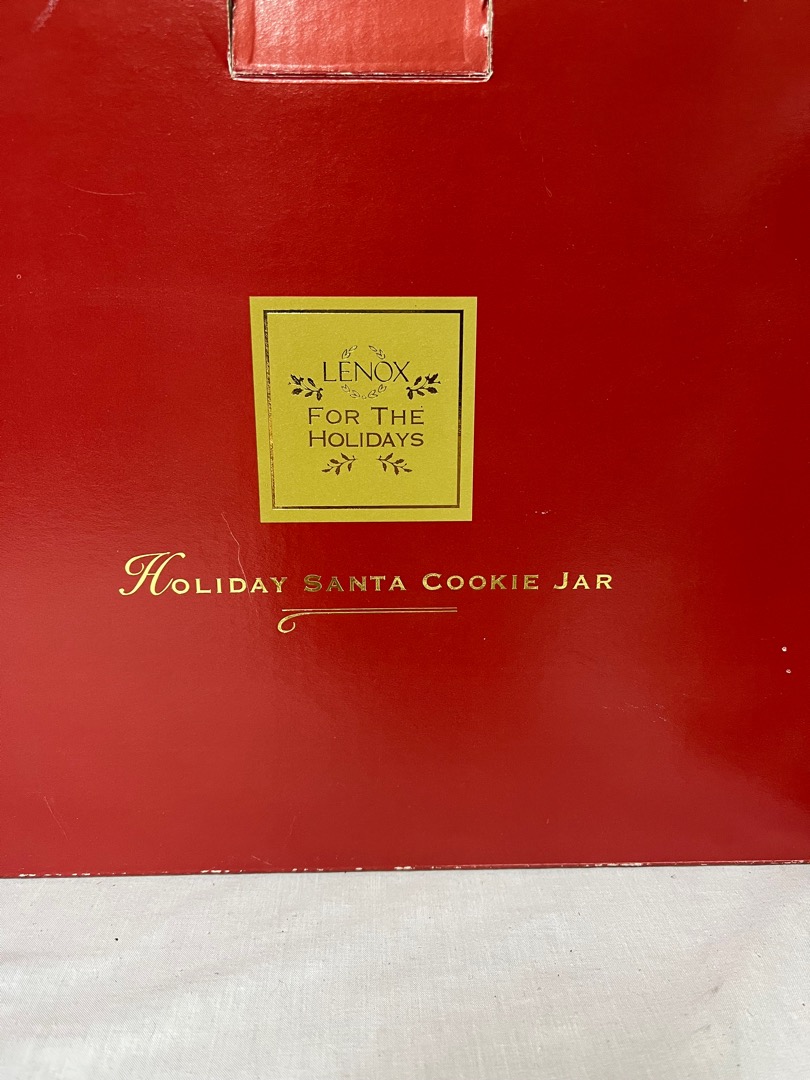 LENOX
FOR THE
HOLIDAYS
HOLIDAY SANTA COOKIE JAR